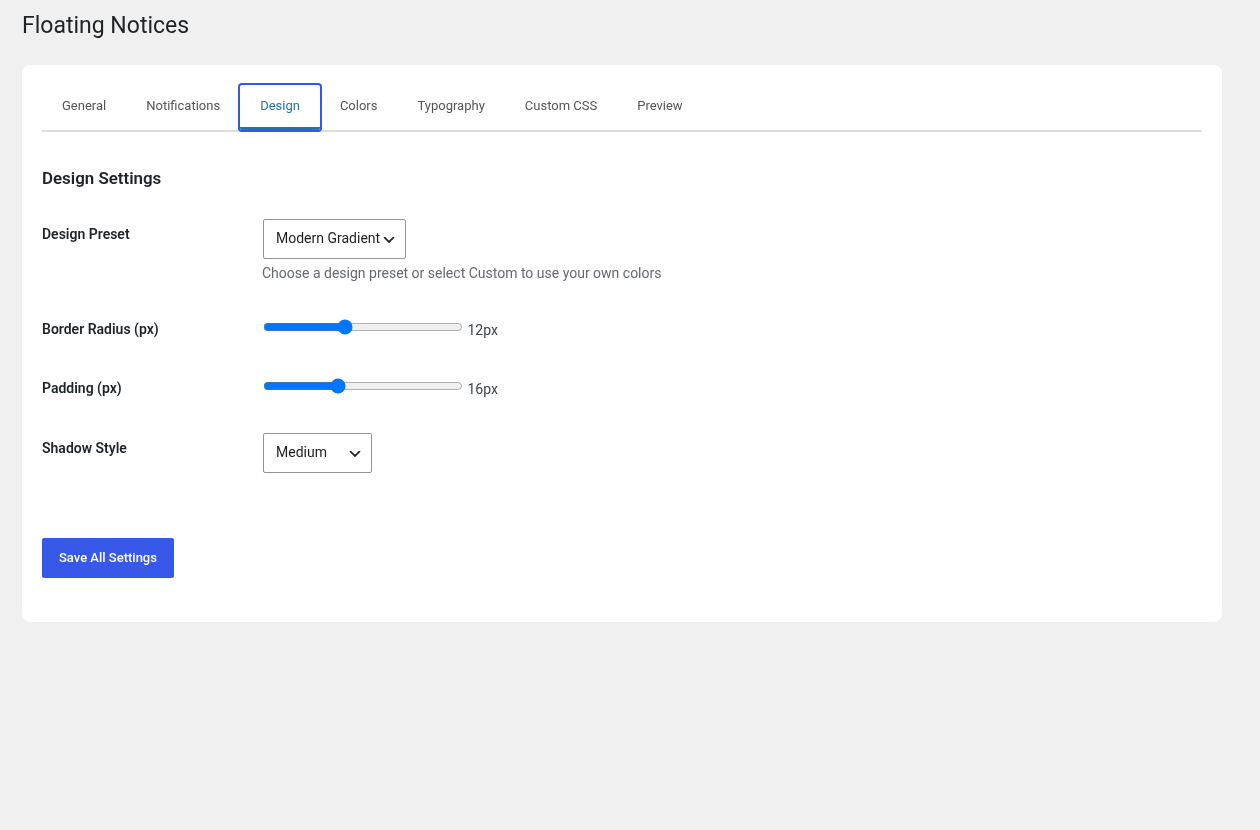 Floating Notices
General Notifications Design Colors Typography Custom CSS Preview
Design Settings
Design Preset Modern Gradient
Choose a design preset or select Custom to use your own colors
Border Radius (px) 12px
Padding (px) 16px
Shadow Style Medium
Save All Settings